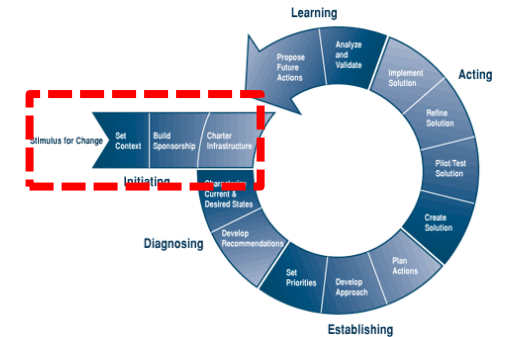 Learning
Propose
Future
Actions
Analyze
and
Validate
Implement
Solution
Acting
Refine
Solution
Pilot/Test
Solution
Create
Solution
Stimulus for Change
Set
Context
Build
Sponsorship
Charter
Infrastructure
Initiating
Characterize
Current &
Desired States
Diagnosing
Develop
Recommendations
Set
Priorities
Develop
Approach
Plan
Actions
Establishing